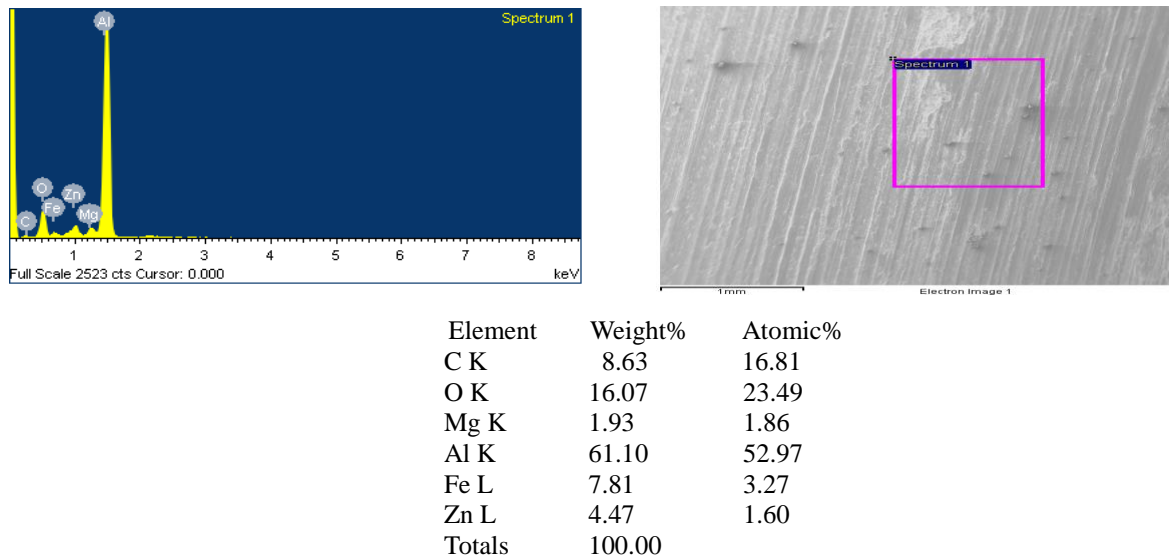 Spectrum 1
Al
O
Zn
Fe
Mg
C
1 2 3 4 5 6 7 8
Full Scale 2523 cts Cursor: 0.000 keV
Spectrum 1
1mm Electron Image 1
Element Weight% Atomic%
C K 8.63 16.81
O K 16.07 23.49
Mg K 1.93 1.86
Al K 61.10 52.97
Fe L 7.81 3.27
Zn L 4.47 1.60
Totals 100.00